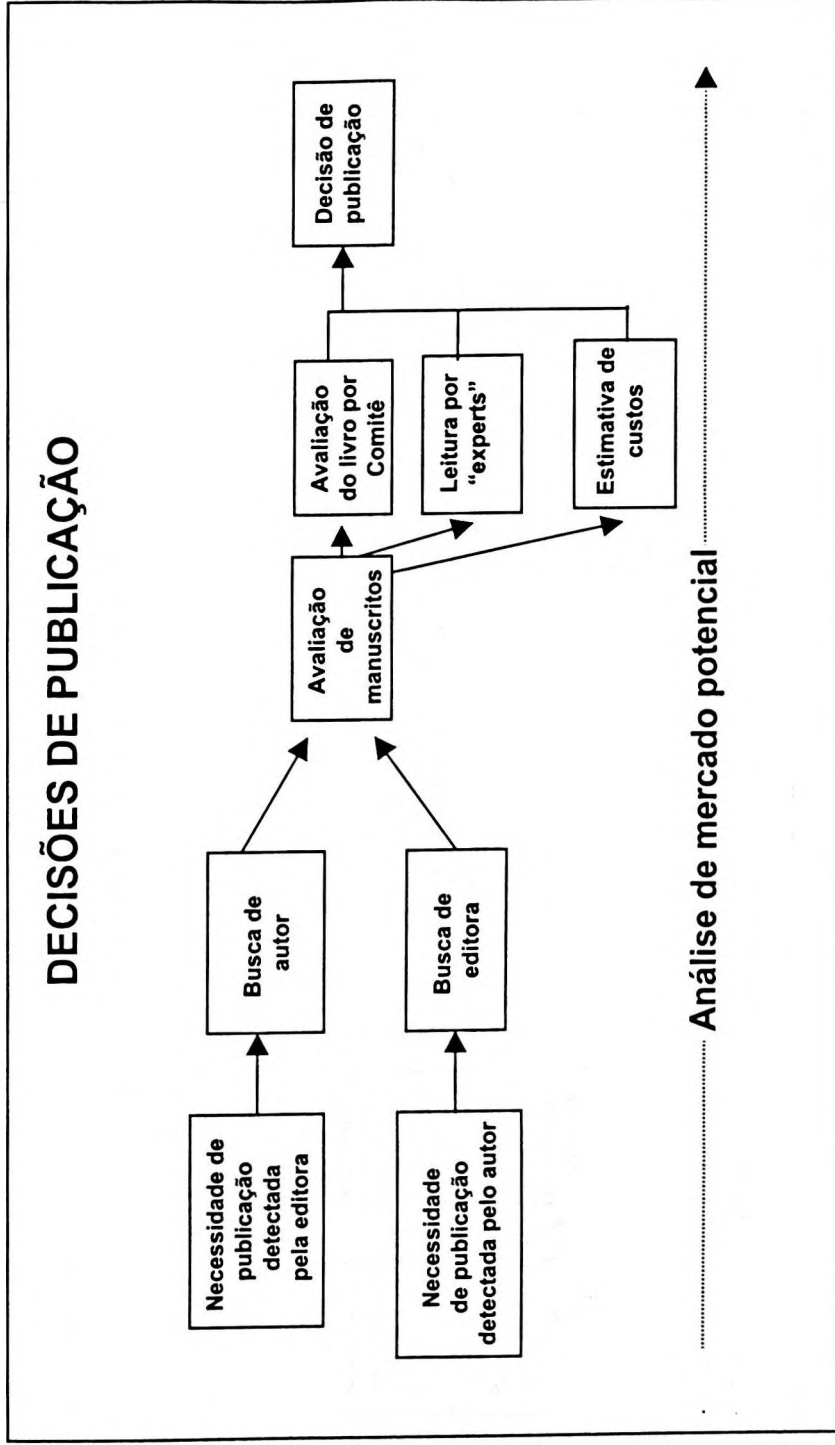 DECISÕES DE PUBLICAÇÃO
Necessidade de
publicação
detectada
pela editora
Busca de
autor
Necessidade
de publicação
detectada pelo autor
Busca de
editora
Avaliação
de
manuscritos
Avaliação
do livro por
Comitê
Leitura por
“experts”
Estimativa de
custos
Decisão de
publicação
Análise de mercado potencial